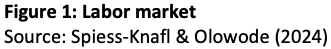 Figure 1: Labor market
Source: Spiess-Knafl & Olowode (2024)